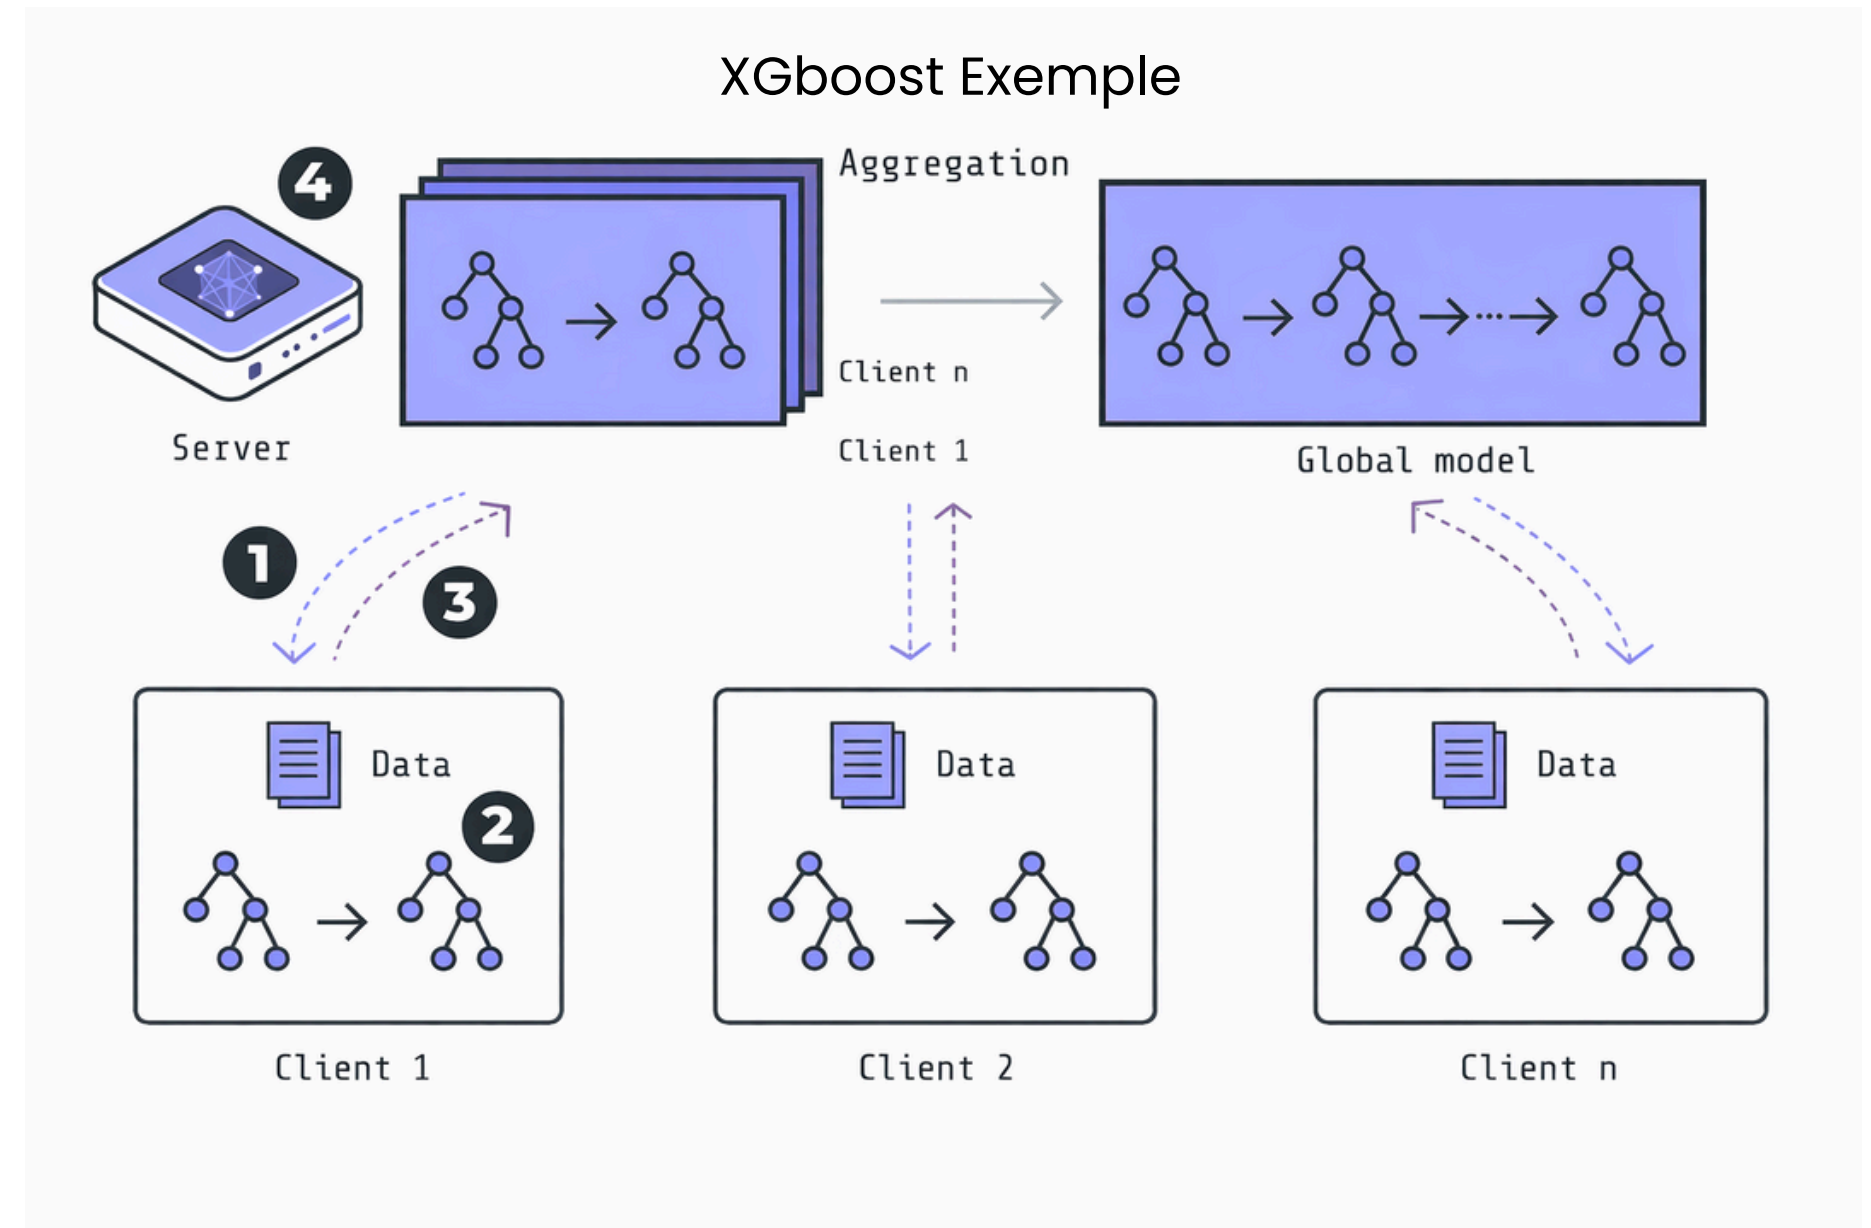 XGboost Exemple
4
Aggregation
Client n
Client 1
Server
Global model
1
3
Data
2
Data
Data
Client 1
Client 2
Client n